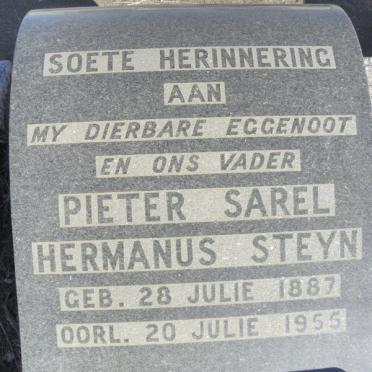 SOETE HERINNERING
AAN
MY DIERBARE EGGENOOT
EN ONS VADER
PIETER SAREL
HERMANUS STEYN
GEB. 28 JULIE 1887
OORL. 20 JULIE 1955